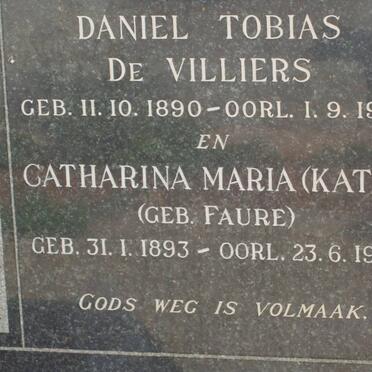 DANIEL TOBIAS
DE VILLIERS
GEB. 11. 10. 1890 – OORL. 1. 9. 19
EN
CATHARINA MARIA (KAT
(GEB. FAURE)
GEB. 31. 1. 1893 – OORL. 23. 6. 19
GODS WEG IS VOLMAAK.